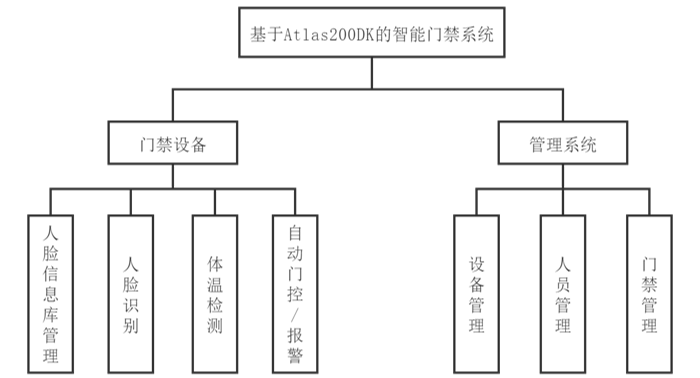 基于Atlas200DK的智能门禁系统
门禁设备
管理系统
人脸信息库管理
人脸识别
体温检测
自动门控/报警
设备管理
人员管理
门禁管理